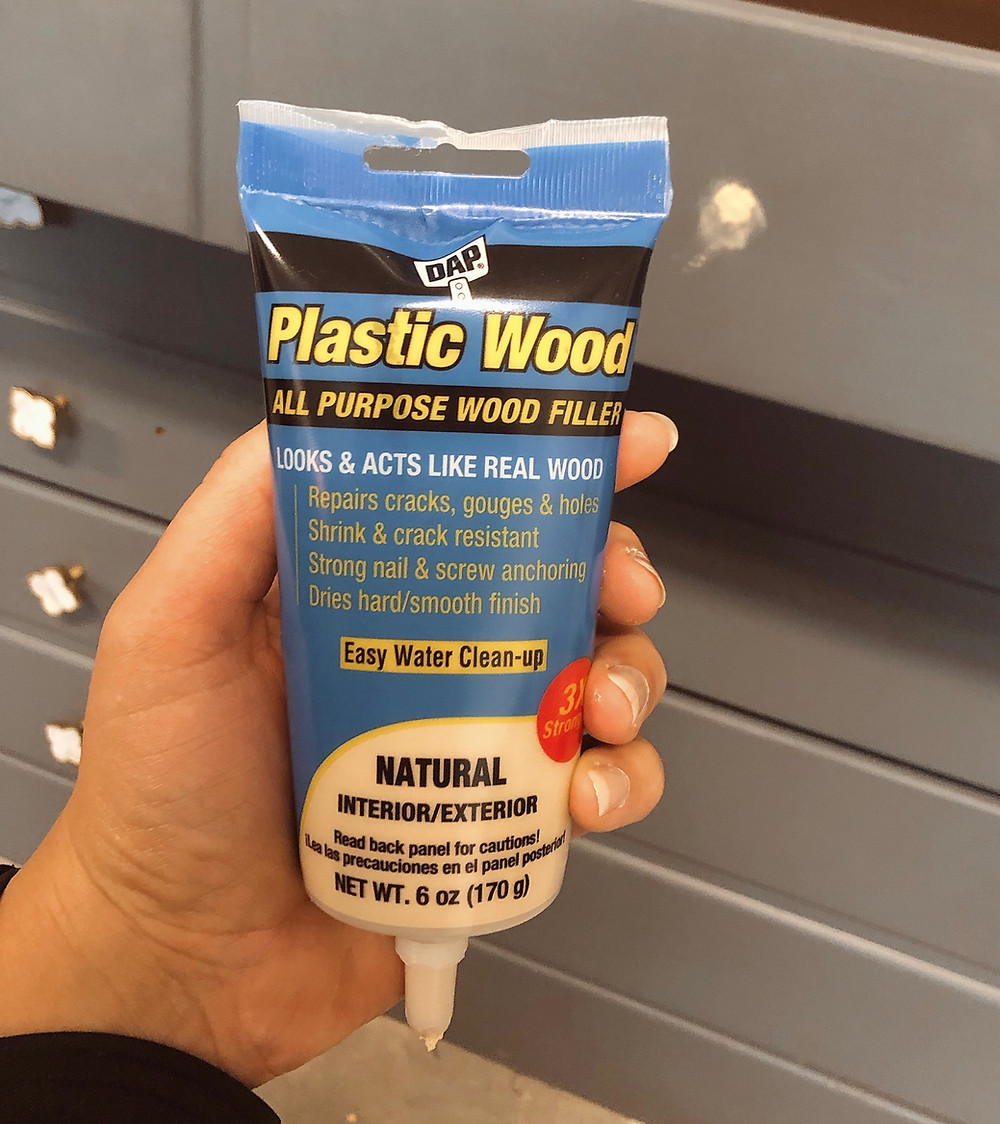 DAP®
Plastic Wood
ALL PURPOSE WOOD FILLER
LOOKS & ACTS LIKE REAL WOOD
Repairs cracks, gouges & holes
Shrink & crack resistant
Strong nail & screw anchoring
Dries hard/smooth finish
Easy Water Clean-up
3X
NATURAL
INTERIOR/EXTERIOR
Read back panel for cautions!
¡Lea las precauciones en el panel posterior!
NET WT. 6 oz (170 g)